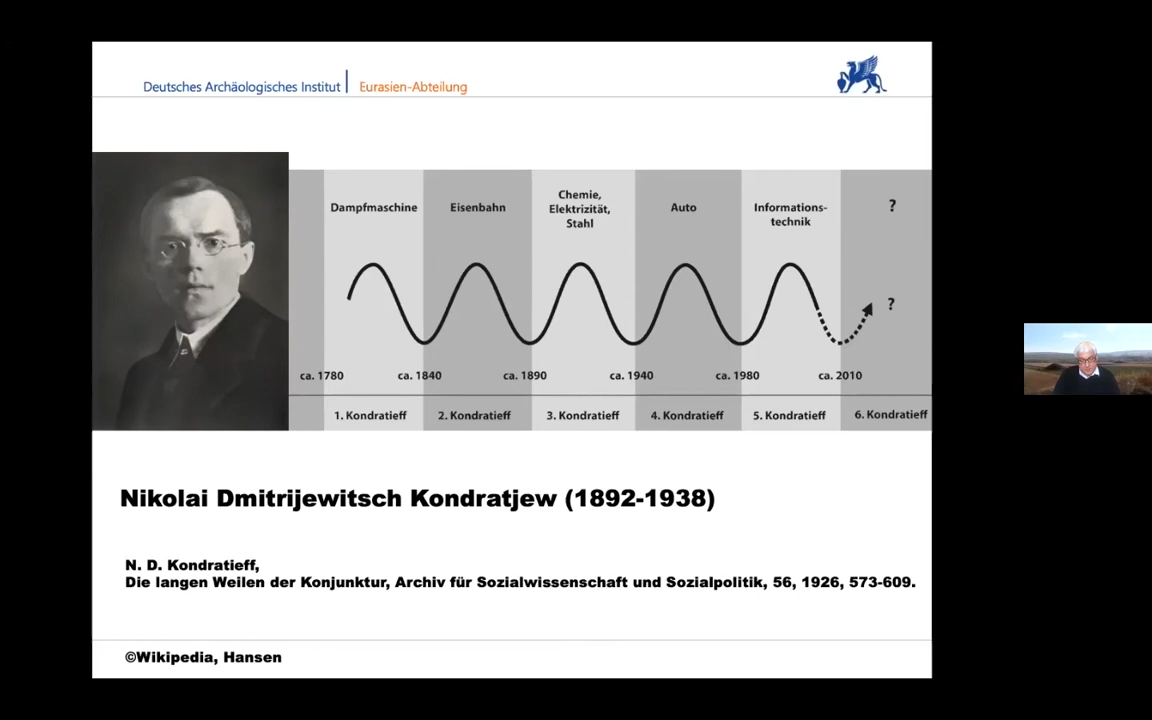 Deutsches Archäologisches Institut Eurasien-Abteilung
Dampfmaschine
Eisenbahn
Chemie,
Elektrizität,
Stahl
Auto
Informations-
technik
?
?
ca. 1780 ca. 1840 ca. 1890 ca. 1940 ca. 1980 ca. 2010
1. Kondratieff 2. Kondratieff 3. Kondratieff 4. Kondratieff 5. Kondratieff 6. Kondratieff
Nikolai Dmitrijewitsch Kondratjew (1892-1938)
N. D. Kondratieff,
Die langen Weilen der Konjunktur, Archiv für Sozialwissenschaft und Sozialpolitik, 56, 1926, 573-609.
©Wikipedia, Hansen